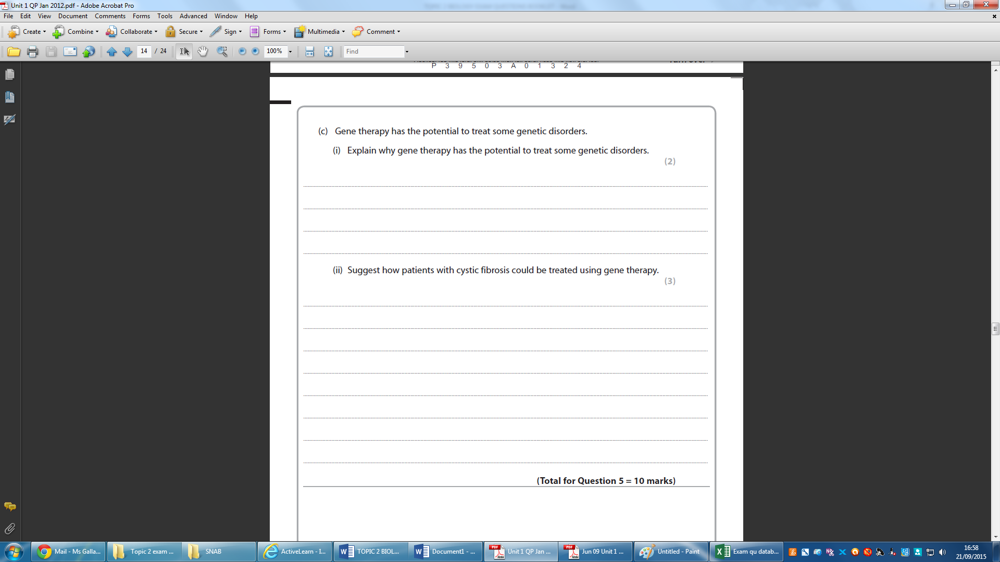 Unit 1 QP Jan 2012.pdf - Adobe Acrobat Pro
File Edit View Document Comments Forms Tools Advanced Window Help
Create Combine Collaborate Secure Sign Forms Multimedia Comment
14 / 24 100% Find
P 3 9 5 0 3 A 0 1 3 2 4
(c) Gene therapy has the potential to treat some genetic disorders.
(i) Explain why gene therapy has the potential to treat some genetic disorders.
(2)
(ii) Suggest how patients with cystic fibrosis could be treated using gene therapy.
(3)
(Total for Question 5 = 10 marks)
Mail - Ms Galla... Topic 2 exam ... SNAB ActiveLearn - I... TOPIC 2 BIOL... Document1 - ... Unit 1 QP Jan ... Jun 09 Unit 1 ... Untitled - Paint Exam qu datab... 16:58
21/09/2015